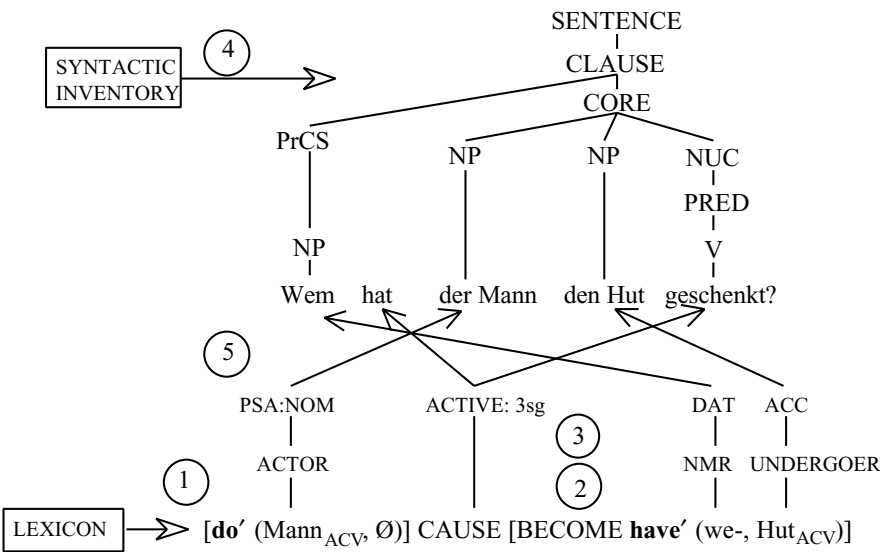 SENTENCE
4
SYNTACTIC
INVENTORY
CLAUSE
CORE
PrCS
NP NP NUC
PRED
NP V
Wem hat der Mann den Hut geschenkt?
5
PSA:NOM ACTIVE: 3sg DAT ACC
3
1 ACTOR NMR UNDERGOER
2
LEXICON [do′ (Mann_ACV, Ø)] CAUSE [BECOME have′ (we-, Hut_ACV)]